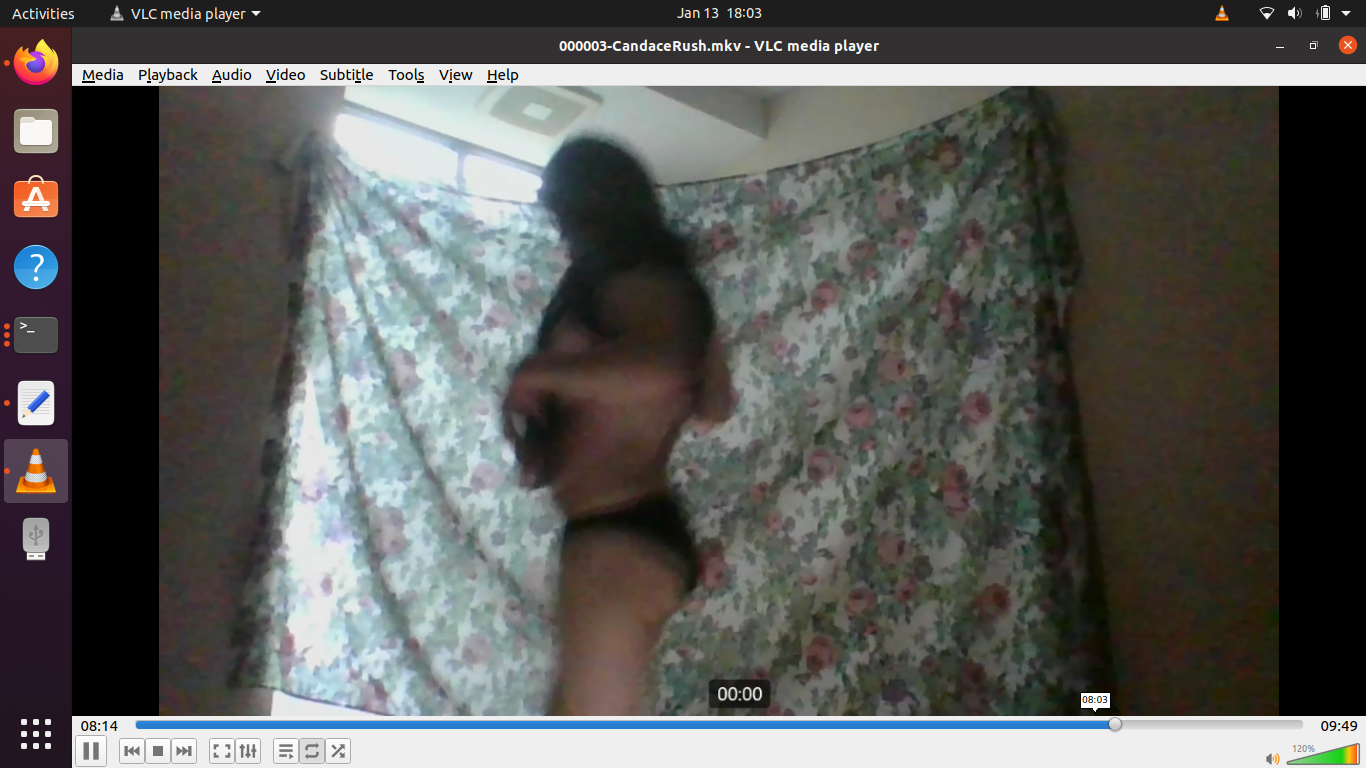 Activities VLC media player Jan 13 18:03
000003-CandaceRush.mkv - VLC media player
Media Playback Audio Video Subtitle Tools View Help
>_
00:00
08:03
08:14 09:49
120%